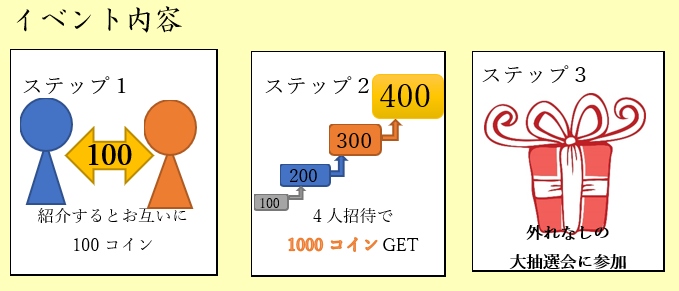 イベント内容
ステップ１
100
紹介するとお互いに
100 コイン
ステップ２
400
300
200
100
４人招待で
1000 コイン GET
ステップ３
外れなしの
大抽選会に参加